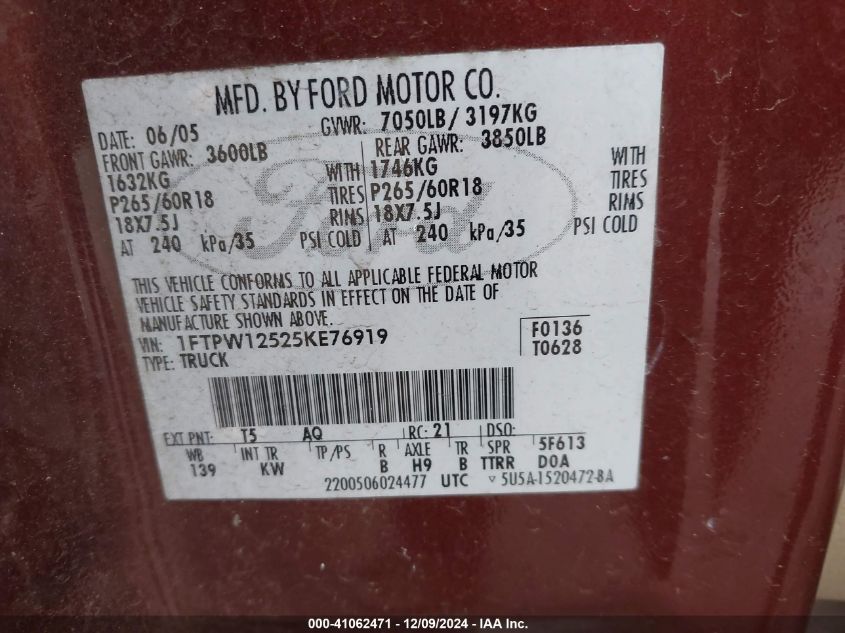 MFD. BY FORD MOTOR CO.
DATE: 06/05 GVWR: 7050LB/ 3197KG
FRONT GAWR: 3600LB REAR GAWR: 3850LB
1632KG WITH 1746KG WITH
P265/60R18 TIRES P265/60R18 TIRES
18X7.5J RIMS 18X7.5J RIMS
AT 240 kPa/35 PSI COLD AT 240 kPa/35 PSI COLD
THIS VEHICLE CONFORMS TO ALL APPLICABLE FEDERAL MOTOR
VEHICLE SAFETY STANDARDS IN EFFECT ON THE DATE OF
MANUFACTURE SHOWN ABOVE.
VIN: 1FTPW12525KE76919 F0136
TYPE: TRUCK T0628
EXT PNT: T5 AQ RC: 21 DSO:
WB INT TR TP/PS R AXLE TR SPR 5F613
139 KW B H9 B TTRR DOA
2200506024477 UTC ▽ 5U5A-1520472-BA
Ford
000-41062471 - 12/09/2024 - IAA Inc.